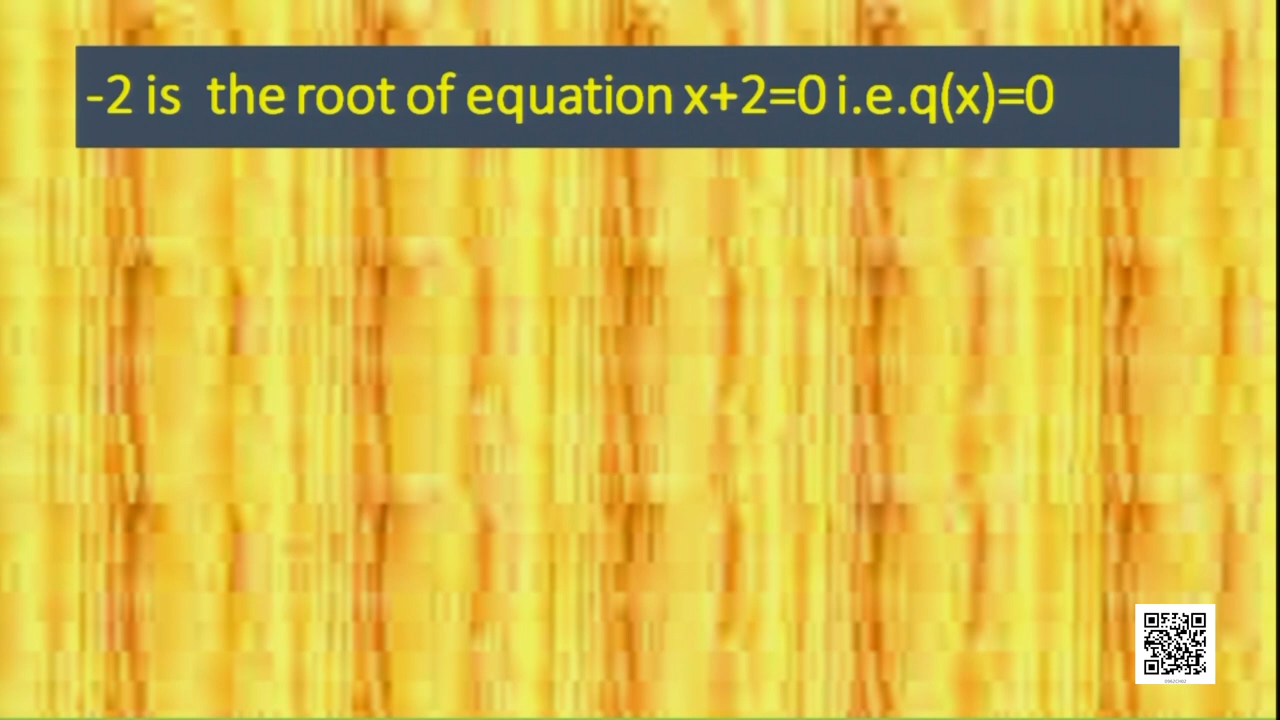 -2 is the root of equation x+2=0 i.e.q(x)=0